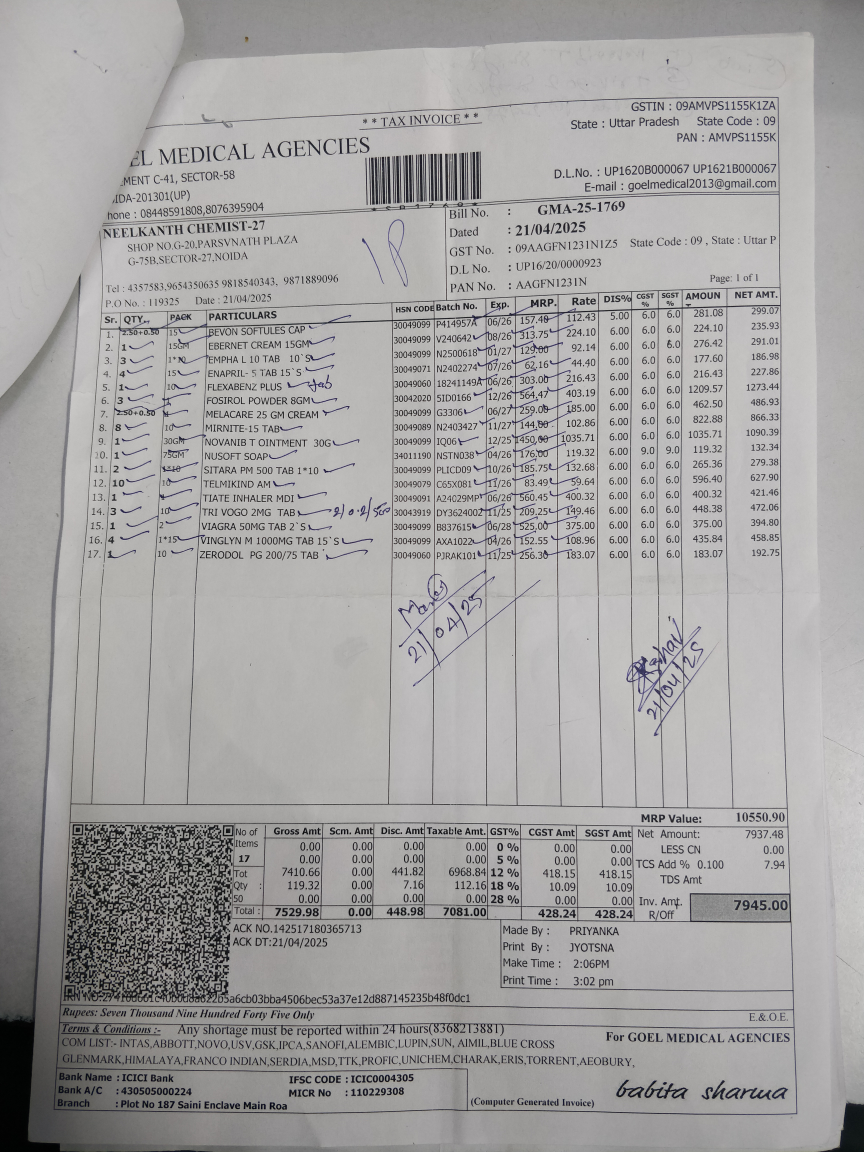 ** TAX INVOICE **
GSTIN : 09AMVPS1155K1ZA
State : Uttar Pradesh State Code : 09
PAN : AMVPS1155K
EL MEDICAL AGENCIES
MENT C-41, SECTOR-58
IDA-201301(UP)
hone : 08448591808,8076395904
D.L.No. : UP1620B000067 UP1621B000067
E-mail : goelmedical2013@gmail.com
NEELKANTH CHEMIST-27
SHOP NO.G-20,PARSVNATH PLAZA
G-75B,SECTOR-27,NOIDA
18
Tel : 4357583,9654350635 9818540343, 9871889096
P.O No. : 119325 Date : 21/04/2025
Bill No. : GMA-25-1769
Dated : 21/04/2025
GST No. : 09AAGFN1231N1Z5 State Code : 09 , State : Uttar P
D.L No. : UP16/20/0000923
PAN No. : AAGFN1231N
Page: 1 of 1
Sr. QTY. PACK PARTICULARS HSN CODE Batch No. Exp. MRP. Rate DIS% CGST % SGST % AMOUN T NET AMT.
1. 2.50+0.50 15 BEVON SOFTULES CAP 30049099 P414957A 06/26 157.40 112.43 5.00 6.0 6.0 281.08 299.07
2. 1 15GM EBERNET CREAM 15GM 30049099 V240642 08/26 313.75 224.10 6.00 6.0 6.0 224.10 235.93
3. 3 1*10 EMPHA L 10 TAB 10`S 30049099 N2500618 01/27 129.00 92.14 6.00 6.0 6.0 276.42 291.01
4. 4 15 ENAPRIL- 5 TAB 15`S 30049071 N2402274 07/26 62.16 44.40 6.00 6.0 6.0 177.60 186.98
5. 1 10 FLEXABENZ PLUS tab 30049060 18241149A 06/26 303.00 216.43 6.00 6.0 6.0 216.43 227.86
6. 3 1 FOSIROL POWDER 8GM 30042020 5ID0166 12/26 564.47 403.19 6.00 6.0 6.0 1209.57 1273.44
7. 2.50+0.50 MELACARE 25 GM CREAM 30049099 G3306 06/27 259.00 185.00 6.00 6.0 6.0 462.50 486.93
8. 8 10 MIRNITE-15 TAB 30049089 N2403427 11/27 144.00 102.86 6.00 6.0 6.0 822.88 866.33
9. 1 30GM NOVANIB T OINTMENT 30G 30049099 IQ06 12/25 1450.00 1035.71 6.00 6.0 6.0 1035.71 1090.39
10. 1 75GM NUSOFT SOAP 34011190 NSTN038 04/26 176.00 119.32 6.00 9.0 9.0 119.32 132.34
11. 2 1*10 SITARA PM 500 TAB 1*10 30049099 PLICD09 10/26 185.75 132.68 6.00 6.0 6.0 265.36 279.38
12. 10 10 TELMIKIND AM 30049079 C65X081 11/26 83.49 59.64 6.00 6.0 6.0 596.40 627.90
13. 1 TIATE INHALER MDI 30049091 A24029MP 06/26 560.45 400.32 6.00 6.0 6.0 400.32 421.46
14. 3 10 TRI VOGO 2MG TAB 2/0.2/500 30043919 DY3624002 11/25 209.25 149.46 6.00 6.0 6.0 448.38 472.06
15. 1 2 VIAGRA 50MG TAB 2`S 30049099 B837615 06/28 525.00 375.00 6.00 6.0 6.0 375.00 394.80
16. 4 1*15 VINGLYN M 1000MG TAB 15`S 30049099 AXA1022 04/26 152.55 108.96 6.00 6.0 6.0 435.84 458.85
17. 1 10 ZERODOL PG 200/75 TAB 30049060 PJRAK101 11/25 256.30 183.07 6.00 6.0 6.0 183.07 192.75
21/04/25
21/04/25
MRP Value: 10550.90
No of Items 17 Tot Qty : 50
Gross Amt Scm. Amt Disc. Amt Taxable Amt. GST% CGST Amt SGST Amt
0.00 0.00 0.00 0.00 0 % 0.00 0.00
0.00 0.00 0.00 0.00 5 % 0.00 0.00
7410.66 0.00 441.82 6968.84 12 % 418.15 418.15
119.32 0.00 7.16 112.16 18 % 10.09 10.09
0.00 0.00 0.00 0.00 28 % 0.00 0.00
Total : 7529.98 0.00 448.98 7081.00 428.24 428.24
Net Amount: 7937.48
LESS CN 0.00
TCS Add % 0.100 7.94
TDS Amt
Inv. Amt. R/Off 7945.00
ACK NO.142517180365713
ACK DT:21/04/2025
Made By : PRIYANKA
Print By : JYOTSNA
Make Time : 2:06PM
Print Time : 3:02 pm
Rupees: Seven Thousand Nine Hundred Forty Five Only
E.&O.E.
Terms & Conditions :- Any shortage must be reported within 24 hours(8368213881)
COM LIST:- INTAS,ABBOTT,NOVO,USV,GSK,IPCA,SANOFI,ALEMBIC,LUPIN,SUN, AIMIL,BLUE CROSS
GLENMARK,HIMALAYA,FRANCO INDIAN,SERDIA,MSD,TTK,PROFIC,UNICHEM,CHARAK,ERIS,TORRENT,AEOBURY,
For GOEL MEDICAL AGENCIES
Bank Name : ICICI Bank IFSC CODE : ICIC0004305
Bank A/C : 430505000224 MICR No : 110229308
Branch : Plot No 187 Saini Enclave Main Roa
(Computer Generated Invoice)
babita sharma